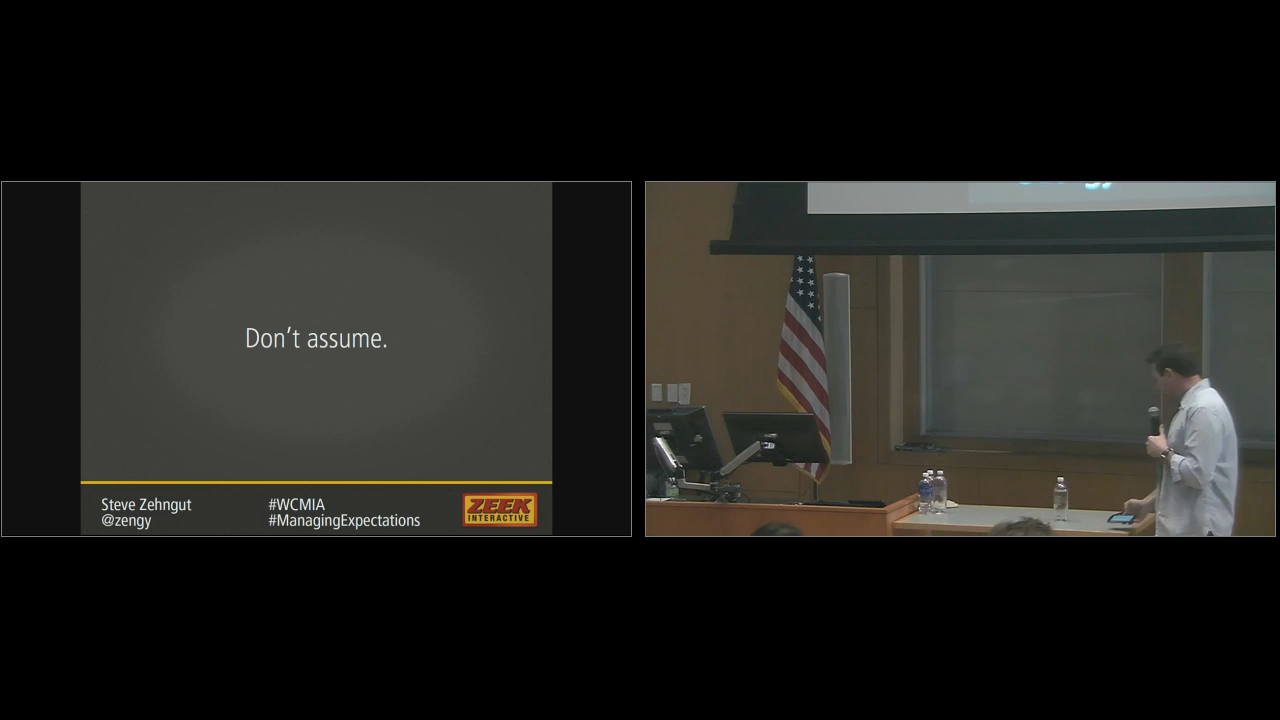 Don't assume.
Steve Zehngut
@zengy
#WCMIA
#ManagingExpectations
ZEEK
INTERACTIVE